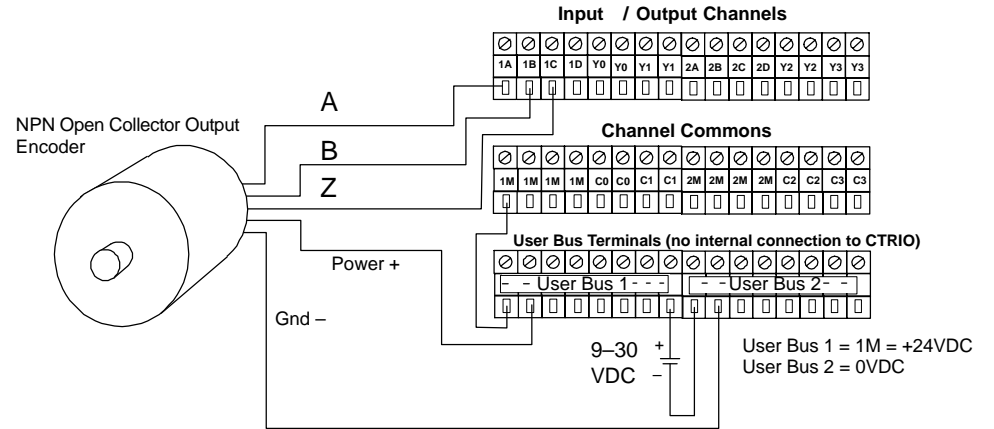 Input / Output Channels
1A 1B 1C 1D Y0 Y0 Y1 Y1 2A 2B 2C 2D Y2 Y2 Y3 Y3
A
NPN Open Collector Output
Encoder
B
Channel Commons
Z
1M 1M 1M 1M C0 C0 C1 C1 2M 2M 2M 2M C2 C2 C3 C3
User Bus Terminals (no internal connection to CTRIO)
Power +
- - User Bus 1 - - - - - User Bus 2 - -
Gnd –
9–30
VDC
+
–
User Bus 1 = 1M = +24VDC
User Bus 2 = 0VDC